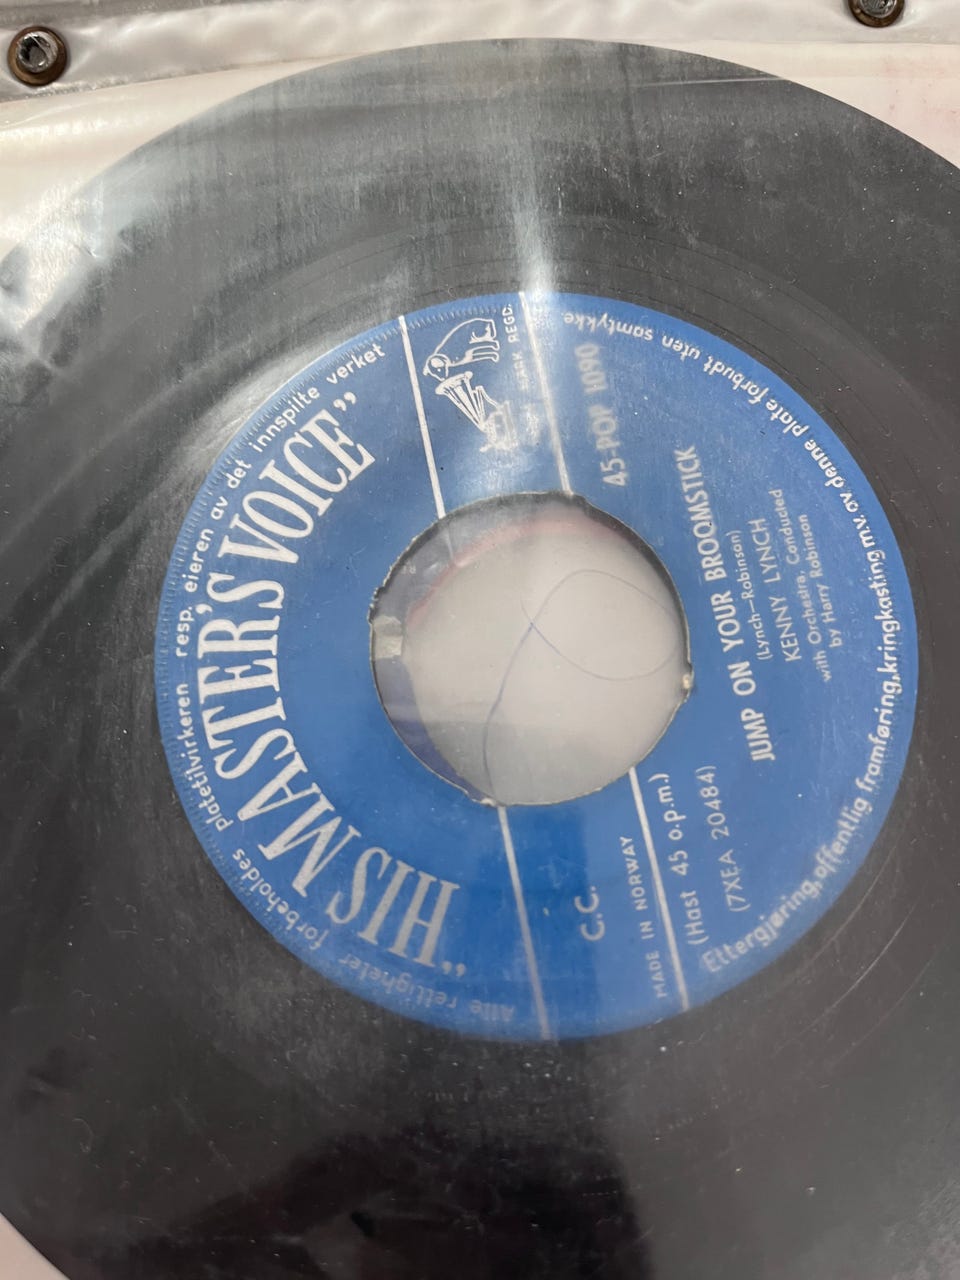 Alle rettigheter forbeholdes platetilvirkeren resp. eieren av det innspilte verket
"HIS MASTER'S VOICE"
MARK REGD.
C.C.
45-POP 1090
MADE IN NORWAY
(Hast 45 o.p.m.)
(7XEA 20484)
JUMP ON YOUR BROOMSTICK
(Lynch—Robinson)
KENNY LYNCH
with Orchestra, Conducted
by Harry Robinson
Ettergjøring, offentlig framføring, kringkasting m.v. av denne plate forbudt uten samtykke.